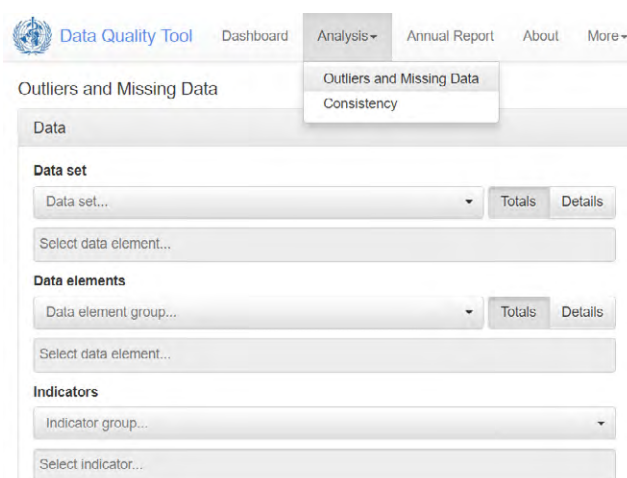 Data Quality Tool Dashboard Analysis Annual Report About More
Outliers and Missing Data
Consistency
Outliers and Missing Data
Data
Data set
Data set... Totals Details
Select data element...
Data elements
Data element group... Totals Details
Select data element...
Indicators
Indicator group...
Select indicator...